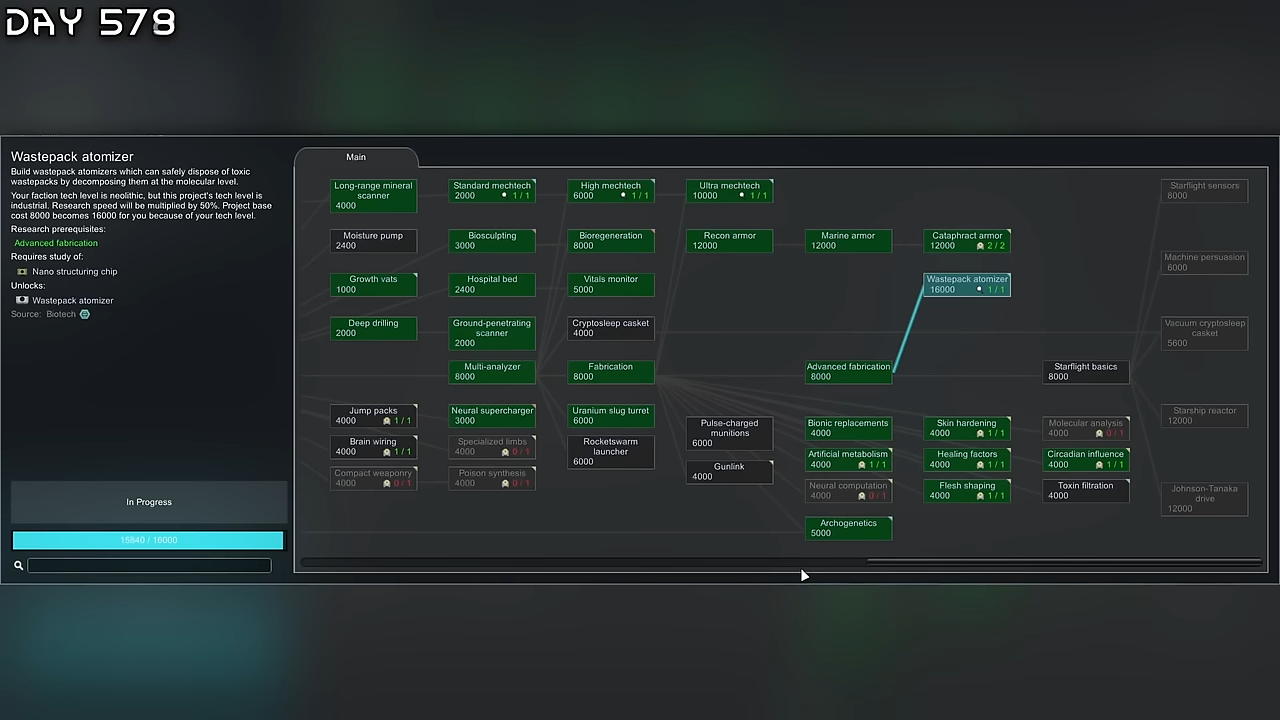 DAY 578
Wastepack atomizer
Build wastepack atomizers which can safely dispose of toxic
wastepacks by decomposing them at the molecular level.
Your faction tech level is neolithic, but this project's tech level is
industrial. Research speed will be multiplied by 50%. Project base
cost 8000 becomes 16000 for you because of your tech level.
Research prerequisites:
Advanced fabrication
Requires study of:
Nano structuring chip
Unlocks:
Wastepack atomizer
Source: Biotech
In Progress
15840 / 16000
Main
Long-range mineral
scanner
4000
Standard mechtech
2000 1 / 1
High mechtech
6000 1 / 1
Ultra mechtech
10000 1 / 1
Starflight sensors
8000
Moisture pump
2400
Biosculpting
3000
Bioregeneration
8000
Recon armor
12000
Marine armor
12000
Cataphract armor
12000 2 / 2
Machine persuasion
6000
Growth vats
1000
Hospital bed
2400
Vitals monitor
5000
Wastepack atomizer
16000 1 / 1
Deep drilling
2000
Ground-penetrating
scanner
2000
Cryptosleep casket
4000
Vacuum cryptosleep
casket
5600
Multi-analyzer
8000
Fabrication
8000
Advanced fabrication
8000
Starflight basics
8000
Jump packs
4000 1 / 1
Neural supercharger
3000
Uranium slug turret
6000
Pulse-charged
munitions
6000
Bionic replacements
4000
Skin hardening
4000 1 / 1
Molecular analysis
4000 0 / 1
Starship reactor
12000
Brain wiring
4000 1 / 1
Specialized limbs
4000 0 / 1
Rocketswarm
launcher
6000
Gunlink
4000
Artificial metabolism
4000 1 / 1
Healing factors
4000 1 / 1
Circadian influence
4000 1 / 1
Compact weaponry
4000 0 / 1
Poison synthesis
4000 0 / 1
Neural computation
4000 0 / 1
Flesh shaping
4000 1 / 1
Toxin filtration
4000
Johnson-Tanaka
drive
12000
Archogenetics
5000